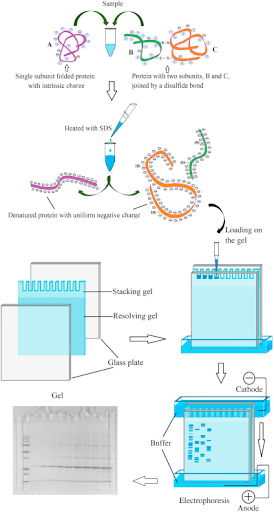 Sample
A
B
C
Single subunit folded protein
with intrinsic charge
Protein with two subunits, B and C,
joined by a disulfide bond
Heated with SDS
Denatured protein with uniform negative charge
Loading on
the gel
Stacking gel
Resolving gel
Glass plate
Cathode
Gel
Buffer
Electrophoresis
Anode